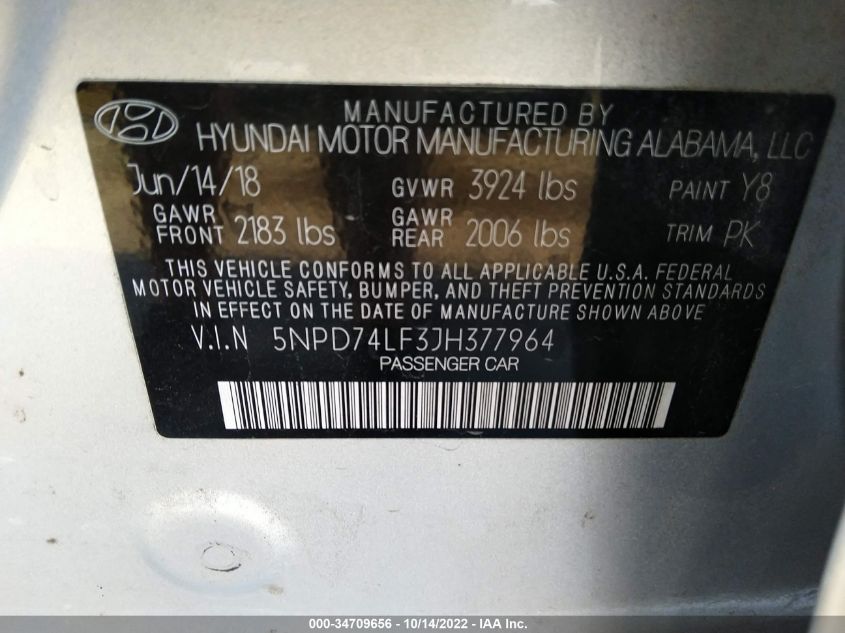 MANUFACTURED BY
HYUNDAI MOTOR MANUFACTURING ALABAMA, LLC
Jun/14/18 GVWR 3924 lbs PAINT Y8
GAWR FRONT 2183 lbs GAWR REAR 2006 lbs TRIM PK
THIS VEHICLE CONFORMS TO ALL APPLICABLE U.S.A. FEDERAL
MOTOR VEHICLE SAFETY, BUMPER, AND THEFT PREVENTION STANDARDS
IN EFFECT ON THE DATE OF MANUFACTURE SHOWN ABOVE
V.I.N 5NPD74LF3JH377964
PASSENGER CAR
000-34709656 - 10/14/2022 - IAA Inc.